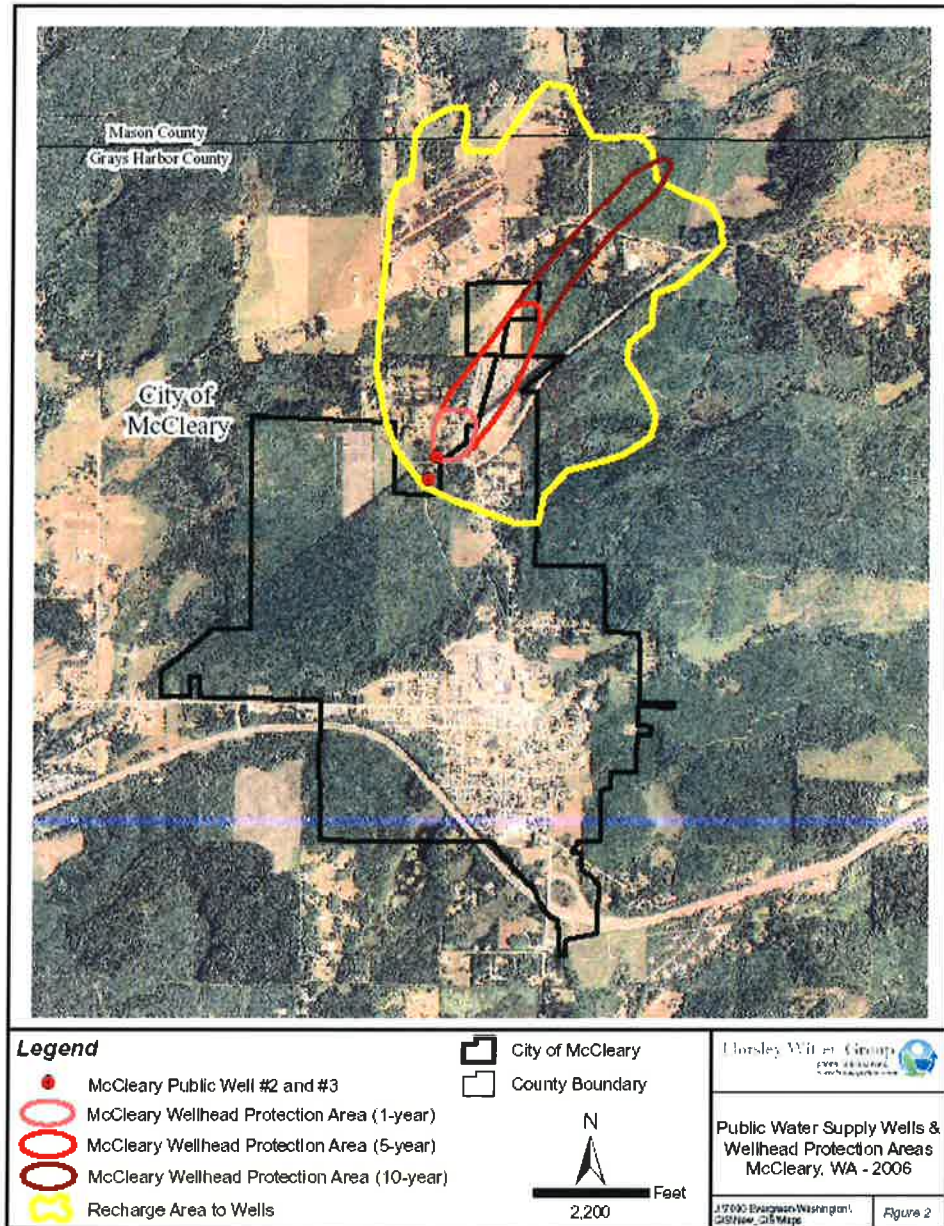 Mason County
Grays Harbor County
City of
McCleary
Legend
McCleary Public Well #2 and #3
McCleary Wellhead Protection Area (1-year)
McCleary Wellhead Protection Area (5-year)
McCleary Wellhead Protection Area (10-year)
Recharge Area to Wells
City of McCleary
County Boundary
N
Feet
2,200
Horsley Witten Group
Public Water Supply Wells &
Wellhead Protection Areas
McCleary, WA - 2006
Figure 2